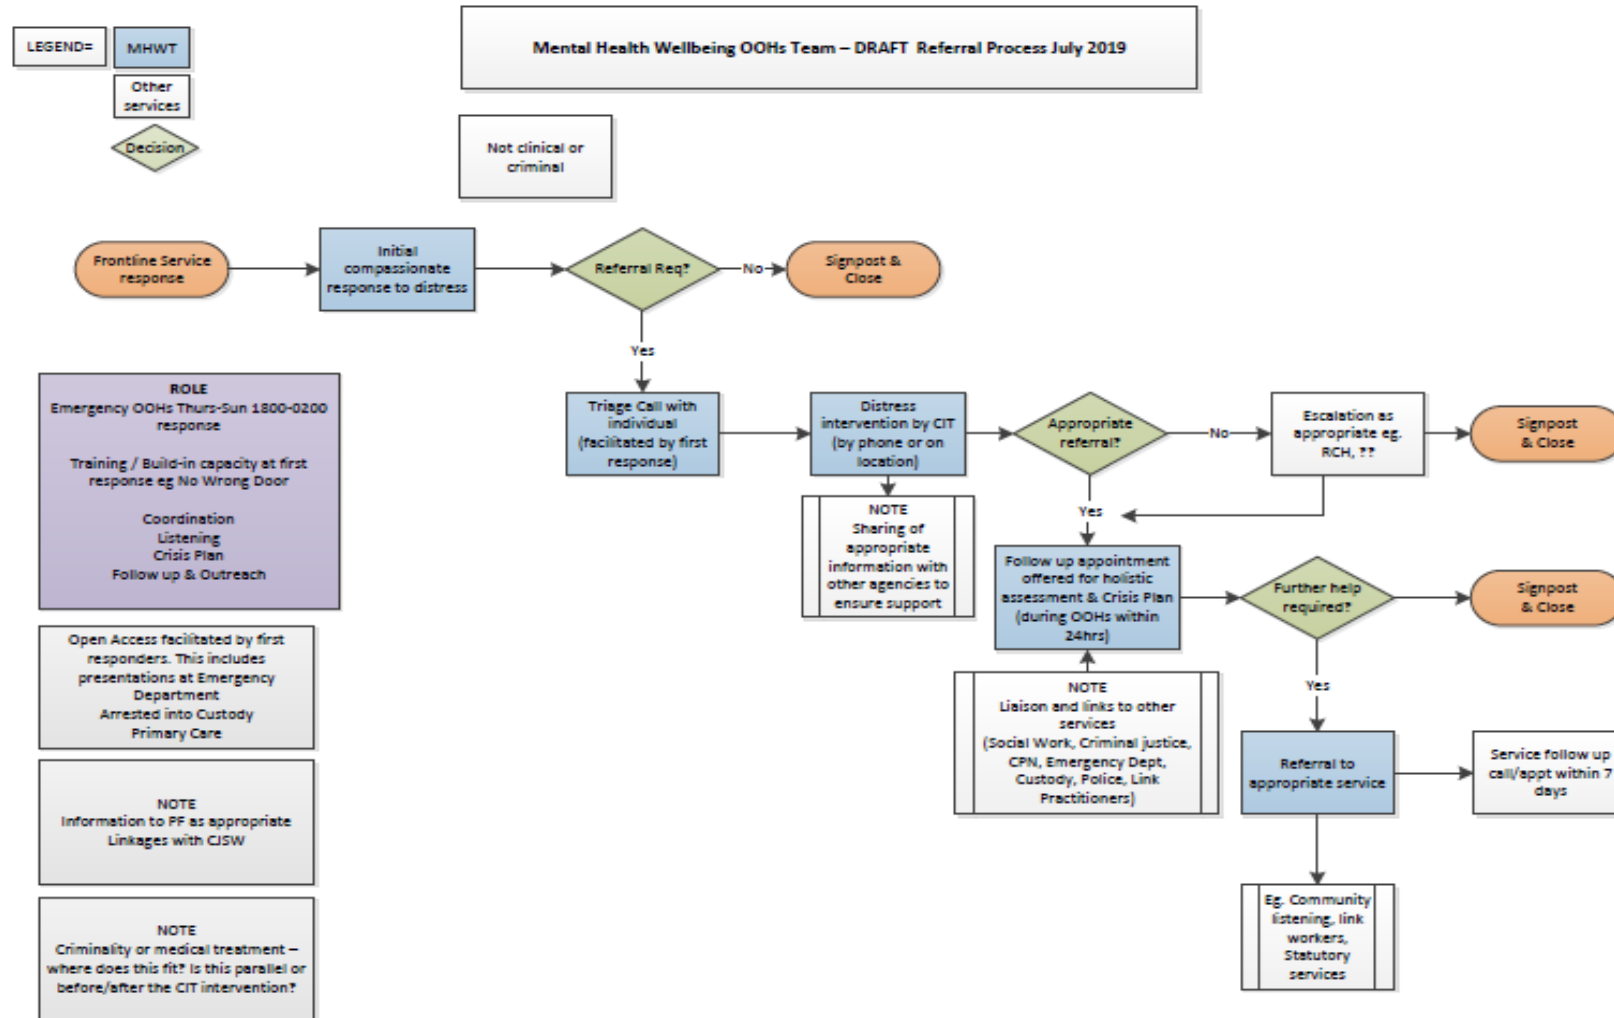 LEGEND=
MHWT
Other
services
Decision
Mental Health Wellbeing OOHs Team – DRAFT  Referral Process July 2019
Not clinical or
criminal
Frontline Service
response
Initial
compassionate
response to distress
Referral Req?
No
Signpost &
Close
Yes
ROLE
Emergency OOHs Thurs-Sun 1800-0200
response
Training / Build-in capacity at first
response eg No Wrong Door
Coordination
Listening
Crisis Plan
Follow up & Outreach
Triage Call with
individual
(facilitated by first
response)
Distress
intervention by CIT
(by phone or on
location)
Appropriate
referral?
No
Escalation as
appropriate eg.
RCH, ??
Signpost
& Close
NOTE
Sharing of
appropriate
information with
other agencies to
ensure support
Yes
Follow up appointment
offered for holistic
assessment & Crisis Plan
(during OOHs within
24hrs)
Further help
required?
Signpost
& Close
Open Access facilitated by first
responders. This includes
presentations at Emergency
Department
Arrested into Custody
Primary Care
NOTE
Liaison and links to other
services
(Social Work, Criminal justice,
CPN, Emergency Dept,
Custody, Police, Link
Practitioners)
Yes
Referral to
appropriate service
Service follow up
call/appt within 7
days
NOTE
Information to PF as appropriate
Linkages with CJSW
Eg. Community
listening, link
workers,
Statutory
services
NOTE
Criminality or medical treatment –
where does this fit? Is this parallel or
before/after the CIT intervention?